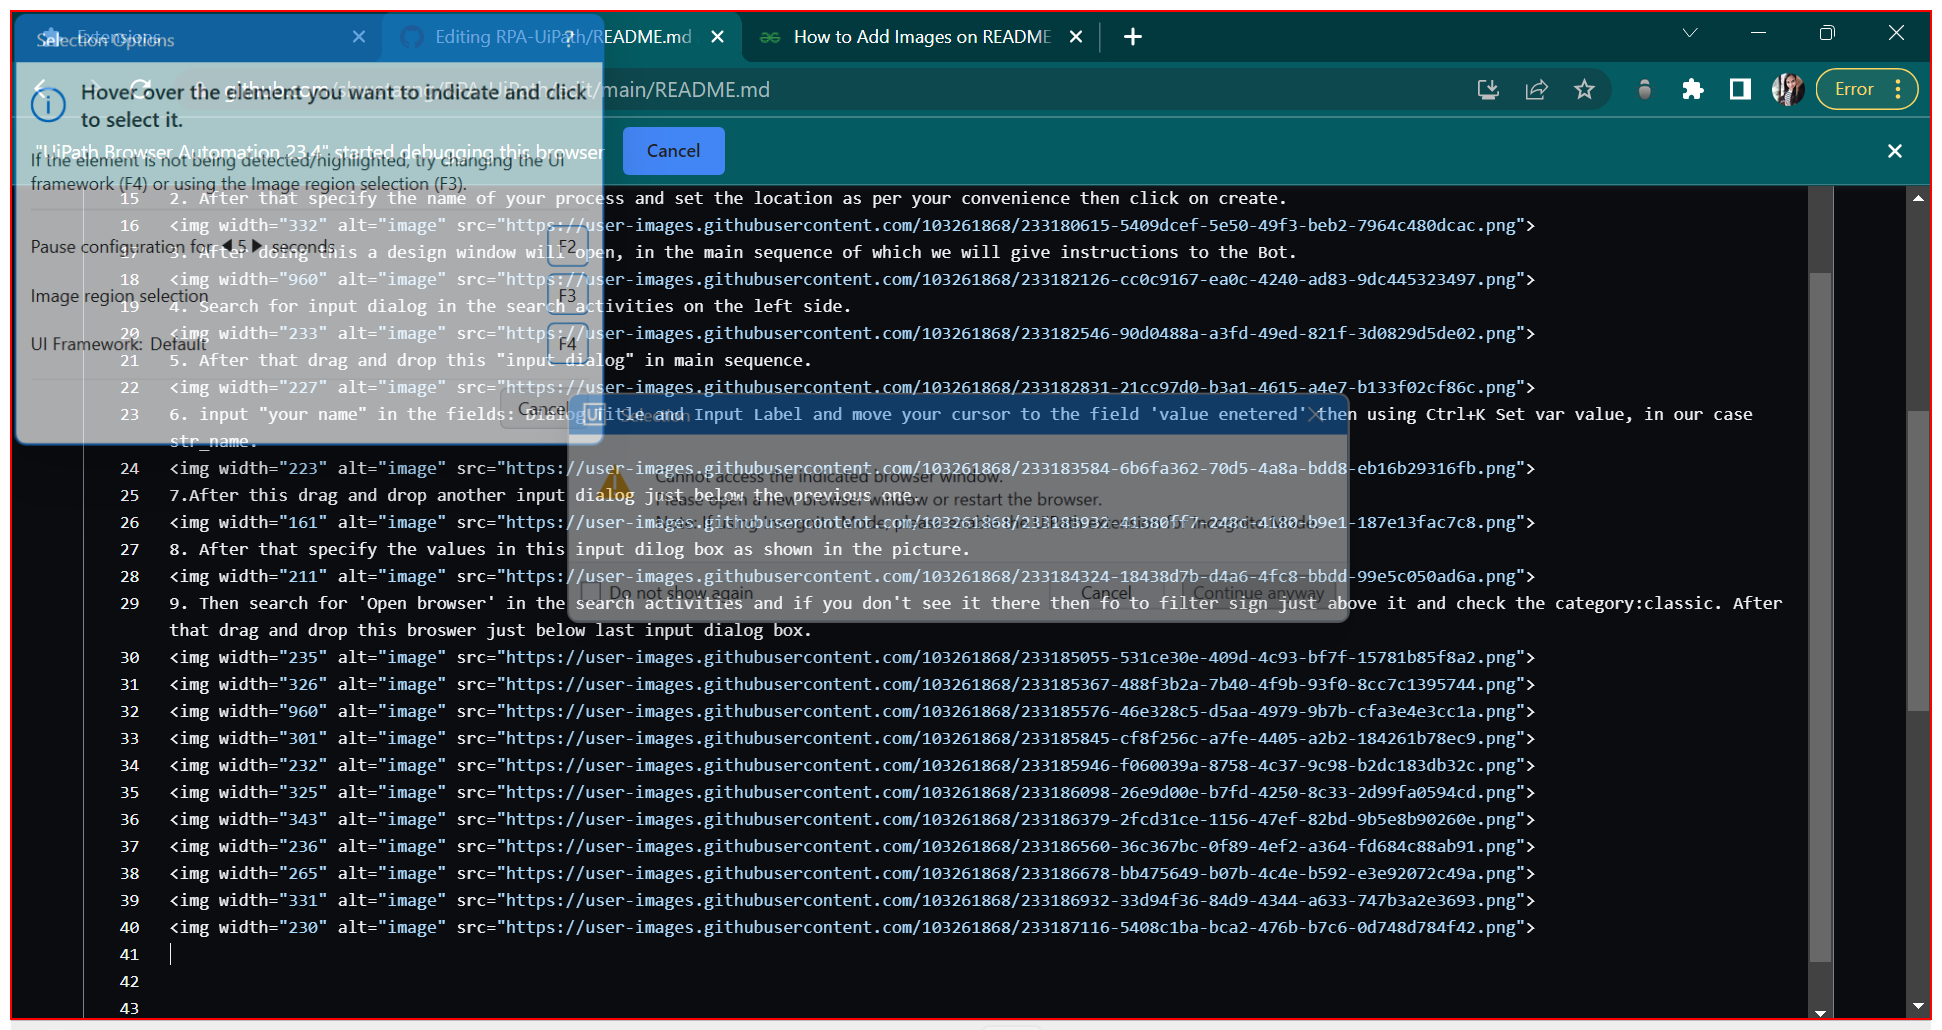 Selection Options
Extensions
Editing RPA-UiPath/README.md
How to Add Images on README
?
github.com/
/main/README.md
Error
Hover over the element you want to indicate and click
to select it.
"UiPath Browser Automation 23.4" started debugging this browser
Cancel
If the element is not being detected/highlighted, try changing the UI
framework (F4) or using the Image region selection (F3).
Pause configuration for 5 seconds
F2
Image region selection
F3
UI Framework: Default
F4
Cancel
15 2. After that specify the name of your process and set the location as per your convenience then click on create.
16 <img width="332" alt="image" src="https://user-images.githubusercontent.com/103261868/233180615-5409dcef-5e50-49f3-beb2-7964c480dcac.png">
17 3. After doing this a design window will open, in the main sequence of which we will give instructions to the Bot.
18 <img width="960" alt="image" src="https://user-images.githubusercontent.com/103261868/233182126-cc0c9167-ea0c-4240-ad83-9dc445323497.png">
19 4. Search for input dialog in the search activities on the left side.
20 <img width="233" alt="image" src="https://user-images.githubusercontent.com/103261868/233182546-90d0488a-a3fd-49ed-821f-3d0829d5de02.png">
21 5. After that drag and drop this "input dialog" in main sequence.
22 <img width="227" alt="image" src="https://user-images.githubusercontent.com/103261868/233182831-21cc97d0-b3a1-4615-a4e7-b133f02cf86c.png">
23 6. input "your name" in the fields: Dialog Title and Input Label and move your cursor to the field 'value enetered' then using Ctrl+K Set var value, in our case
str_name.
24 <img width="223" alt="image" src="https://user-images.githubusercontent.com/103261868/233183584-6b6fa362-70d5-4a8a-bdd8-eb16b29316fb.png">
25 7.After this drag and drop another input dialog just below the previous one.
26 <img width="161" alt="image" src="https://user-images.githubusercontent.com/103261868/233183932-41380ff7-248c-4180-b9e1-187e13fac7c8.png">
27 8. After that specify the values in this input dilog box as shown in the picture.
28 <img width="211" alt="image" src="https://user-images.githubusercontent.com/103261868/233184324-18438d7b-d4a6-4fc8-bbdd-99e5c050ad6a.png">
29 9. Then search for 'Open browser' in the search activities and if you don't see it there then fo to filter sign just above it and check the category:classic. After
that drag and drop this broswer just below last input dialog box.
30 <img width="235" alt="image" src="https://user-images.githubusercontent.com/103261868/233185055-531ce30e-409d-4c93-bf7f-15781b85f8a2.png">
31 <img width="326" alt="image" src="https://user-images.githubusercontent.com/103261868/233185367-488f3b2a-7b40-4f9b-93f0-8cc7c1395744.png">
32 <img width="960" alt="image" src="https://user-images.githubusercontent.com/103261868/233185576-46e328c5-d5aa-4979-9b7b-cfa3e4e3cc1a.png">
33 <img width="301" alt="image" src="https://user-images.githubusercontent.com/103261868/233185845-cf8f256c-a7fe-4405-a2b2-184261b78ec9.png">
34 <img width="232" alt="image" src="https://user-images.githubusercontent.com/103261868/233185946-f060039a-8758-4c37-9c98-b2dc183db32c.png">
35 <img width="325" alt="image" src="https://user-images.githubusercontent.com/103261868/233186098-26e9d00e-b7fd-4250-8c33-2d99fa0594cd.png">
36 <img width="343" alt="image" src="https://user-images.githubusercontent.com/103261868/233186379-2fcd31ce-1156-47ef-82bd-9b5e8b90260e.png">
37 <img width="236" alt="image" src="https://user-images.githubusercontent.com/103261868/233186560-36c367bc-0f89-4ef2-a364-fd684c88ab91.png">
38 <img width="265" alt="image" src="https://user-images.githubusercontent.com/103261868/233186678-bb475649-b07b-4c4e-b592-e3e92072c49a.png">
39 <img width="331" alt="image" src="https://user-images.githubusercontent.com/103261868/233186932-33d94f36-84d9-4344-a633-747b3a2e3693.png">
40 <img width="230" alt="image" src="https://user-images.githubusercontent.com/103261868/233187116-5408c1ba-bca2-476b-b7c6-0d748d784f42.png">
41
42
43
Ui Selection
Cannot access the indicated browser window.
Please open a new browser window or restart the browser.
Do not show again
Cancel
Continue anyway